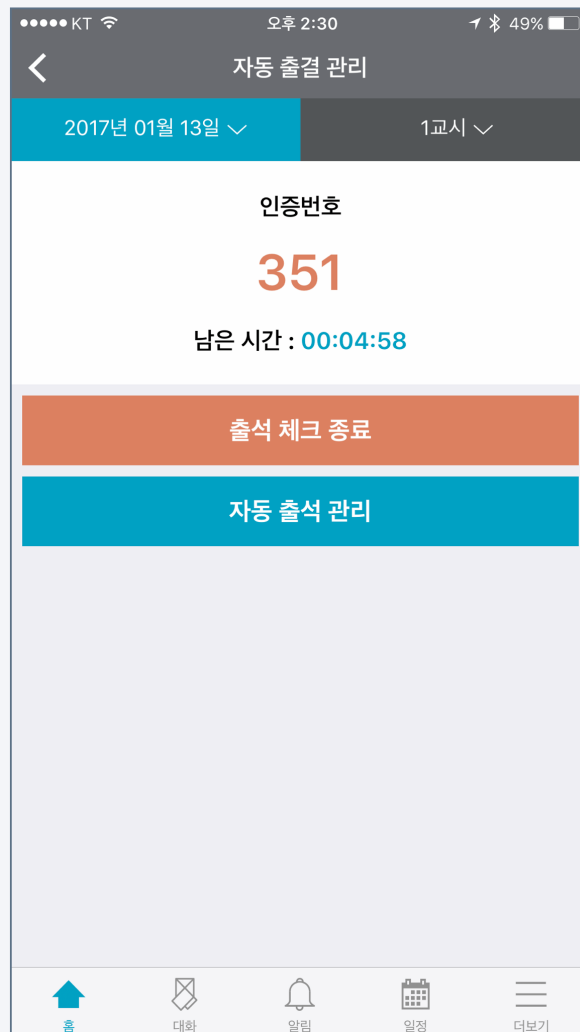 KT 오후 2:30 49%
자동 출결 관리
2017년 01월 13일 1교시
인증번호
351
남은 시간 : 00:04:58
출석 체크 종료
자동 출석 관리
홈 대화 알림 일정 더보기